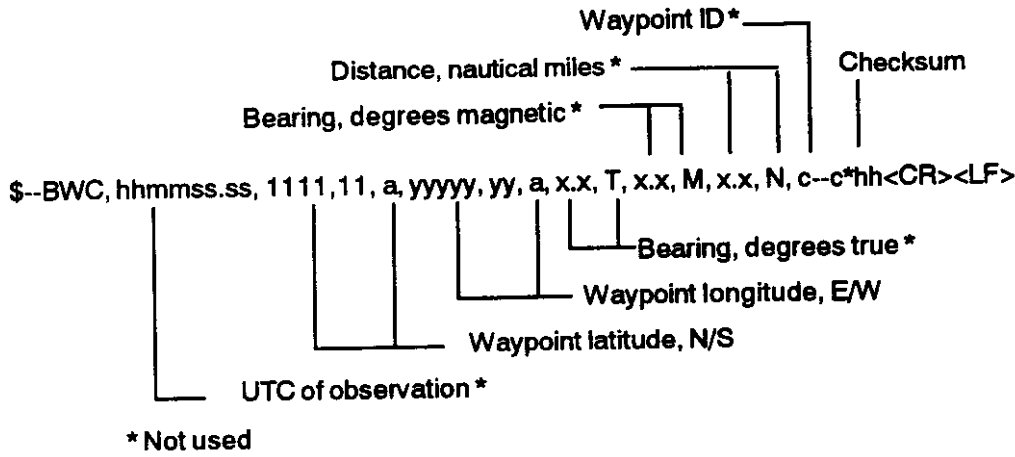 Waypoint ID *
Distance, nautical miles *
Checksum
Bearing, degrees magnetic *
$--BWC, hhmmss.ss, 1111,11, a, yyyyy, yy, a, x.x, T, x.x, M, x.x, N, c--c*hh<CR><LF>
Bearing, degrees true *
Waypoint longitude, E/W
Waypoint latitude, N/S
UTC of observation *
* Not used